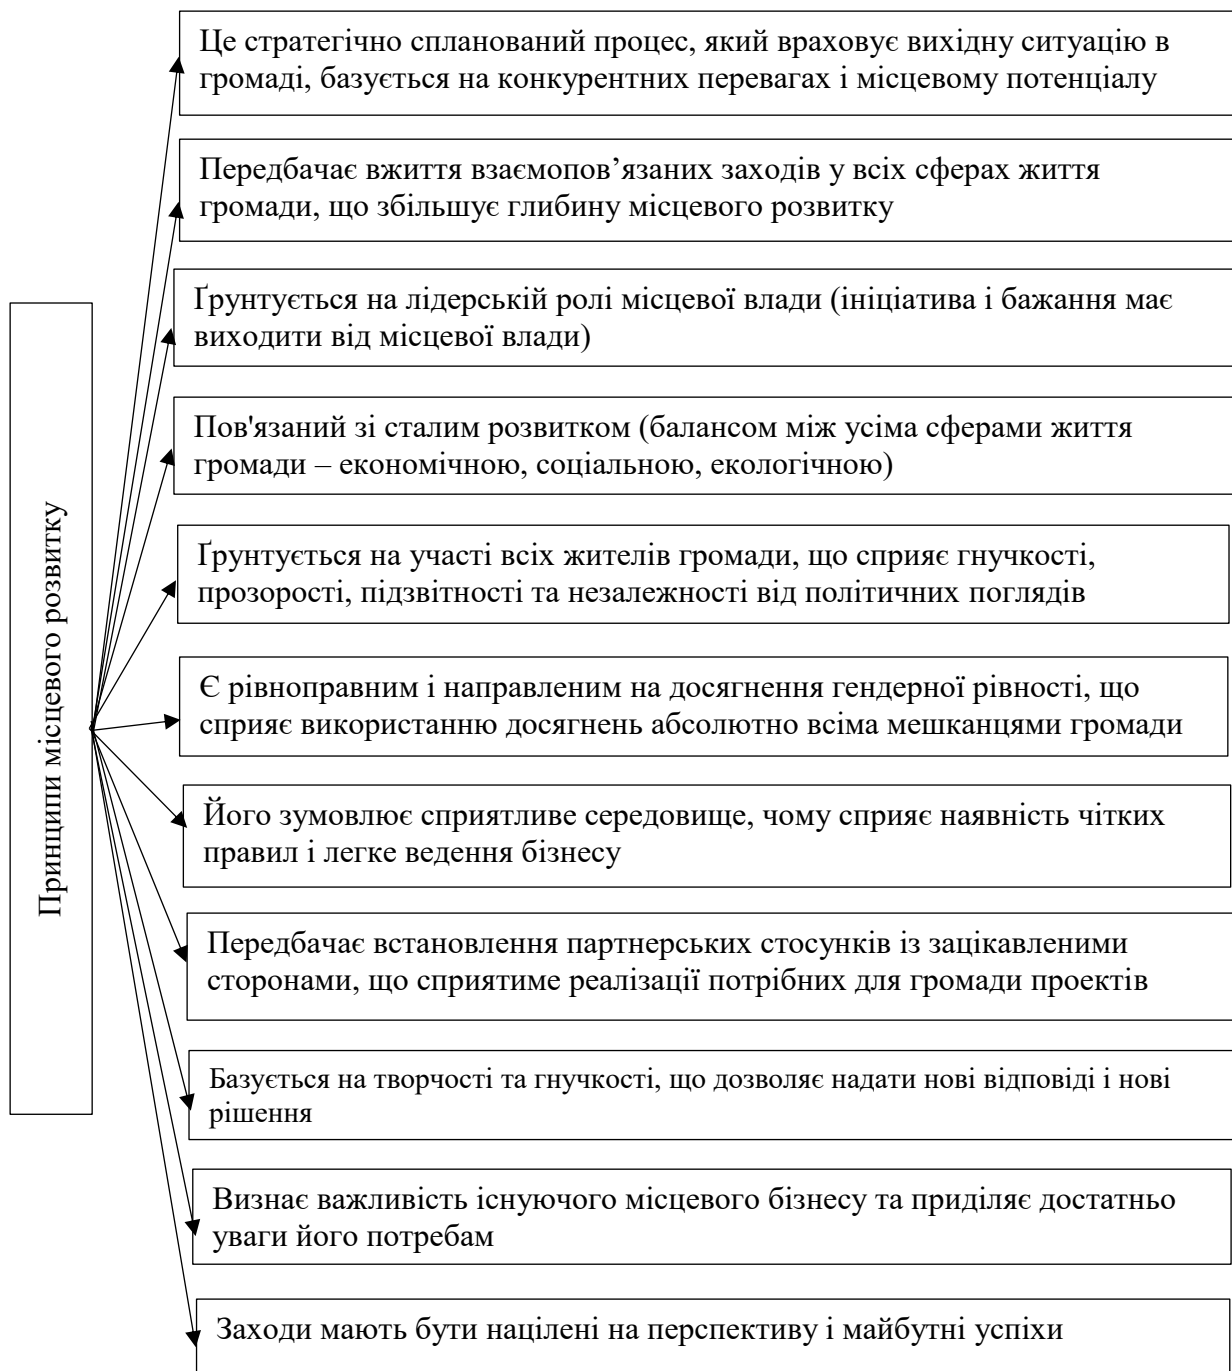 Принципи місцевого розвитку
Це стратегічно спланований процес, який враховує вихідну ситуацію в
громаді, базується на конкурентних перевагах і місцевому потенціалу
Передбачає вжиття взаємопов’язаних заходів у всіх сферах життя
громади, що збільшує глибину місцевого розвитку
Ґрунтується на лідерській ролі місцевої влади (ініціатива і бажання має
виходити від місцевої влади)
Пов'язаний зі сталим розвитком (балансом між усіма сферами життя
громади – економічною, соціальною, екологічною)
Ґрунтується на участі всіх жителів громади, що сприяє гнучкості,
прозорості, підзвітності та незалежності від політичних поглядів
Є рівноправним і направленим на досягнення гендерної рівності, що
сприяє використанню досягнень абсолютно всіма мешканцями громади
Його зумовлює сприятливе середовище, чому сприяє наявність чітких
правил і легке ведення бізнесу
Передбачає встановлення партнерських стосунків із зацікавленими
сторонами, що сприятиме реалізації потрібних для громади проектів
Базується на творчості та гнучкості, що дозволяє надати нові відповіді і нові
рішення
Визнає важливість існуючого місцевого бізнесу та приділяє достатньо
уваги його потребам
Заходи мають бути націлені на перспективу і майбутні успіхи